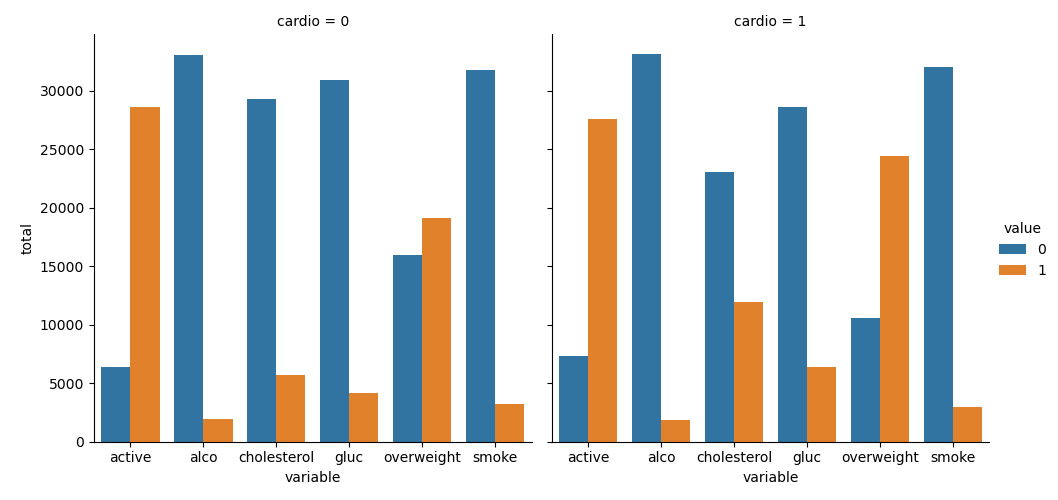 cardio = 0
cardio = 1
total
30000
25000
20000
15000
10000
5000
0
active alco cholesterol gluc overweight smoke
variable
active alco cholesterol gluc overweight smoke
variable
value
0
1